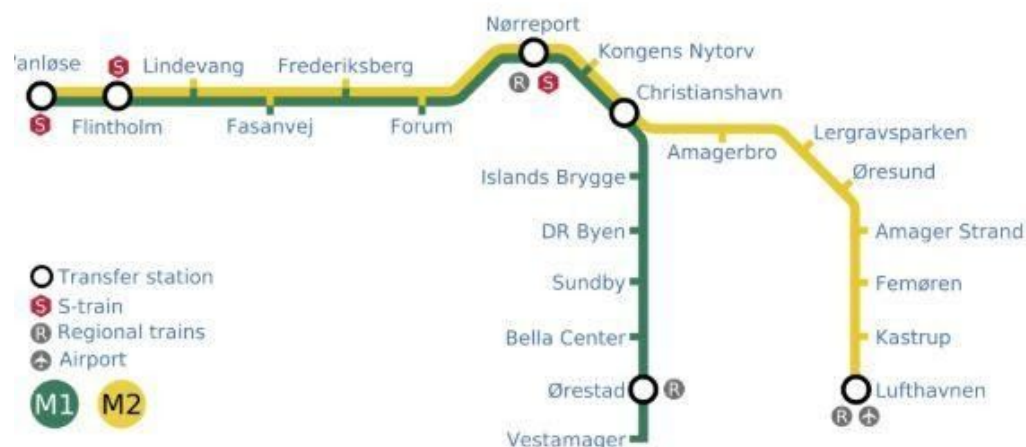 Nørreport
Kongens Nytorv
'anløse
S
Lindevang
Frederiksberg
R S
Christianshavn
S
Flintholm
Fasanvej
Forum
Amagerbro
Lergravsparken
Øresund
Islands Brygge
DR Byen
Amager Strand
Sundby
Femøren
Bella Center
Kastrup
Ørestad
R
Lufthavnen
R
Vestamager
Transfer station
S S-train
R Regional trains
Airport
M1 M2